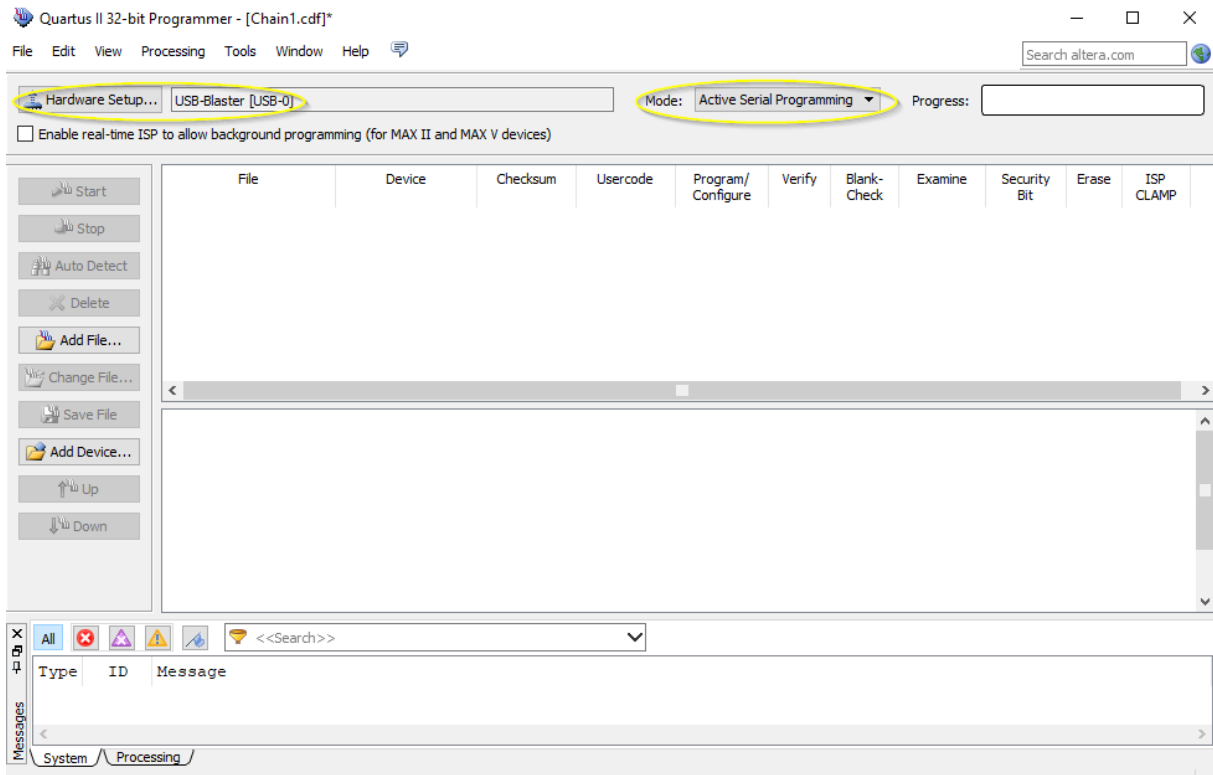 Quartus II 32-bit Programmer - [Chain1.cdf]*
File Edit View Processing Tools Window Help
Search altera.com
Hardware Setup... USB-Blaster [USB-0] Mode: Active Serial Programming Progress:
Enable real-time ISP to allow background programming (for MAX II and MAX V devices)
File Device Checksum Usercode Program/ Configure Verify Blank- Check Examine Security Bit Erase ISP CLAMP
Start
Stop
Auto Detect
Delete
Add File...
Change File...
Save File
Add Device...
Up
Down
All <<Search>>
Type ID Message
Messages
System Processing